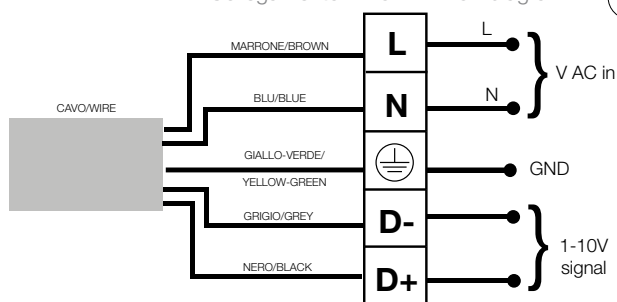 MARRONE/BROWN
L
L
V AC in
BLU/BLUE
N
N
CAVO/WIRE
GIALLO-VERDE/
YELLOW-GREEN
GND
GRIGIO/GREY
D-
1-10V
signal
NERO/BLACK
D+